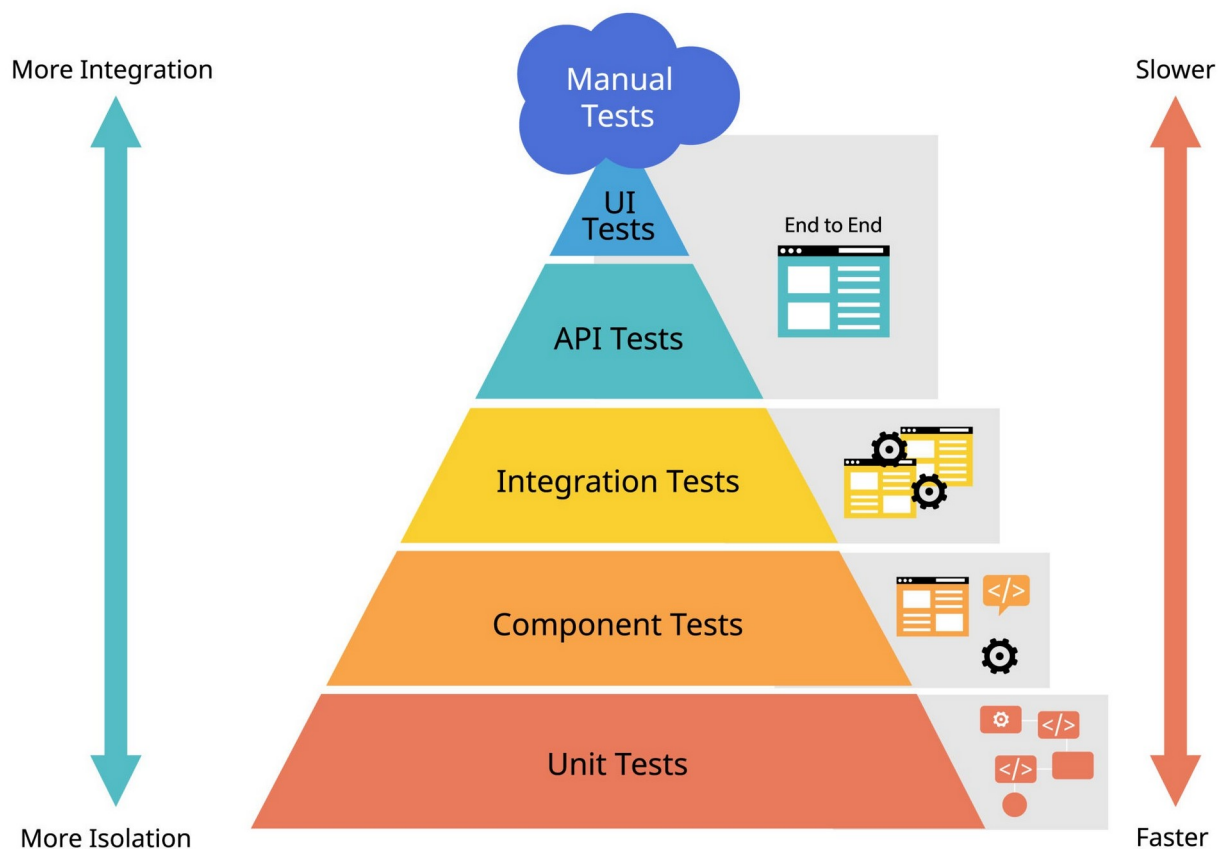 More Integration
Slower
Manual
Tests
UI
Tests
End to End
API Tests
Integration Tests
</>
Component Tests
</>
Unit Tests
</>
More Isolation
Faster